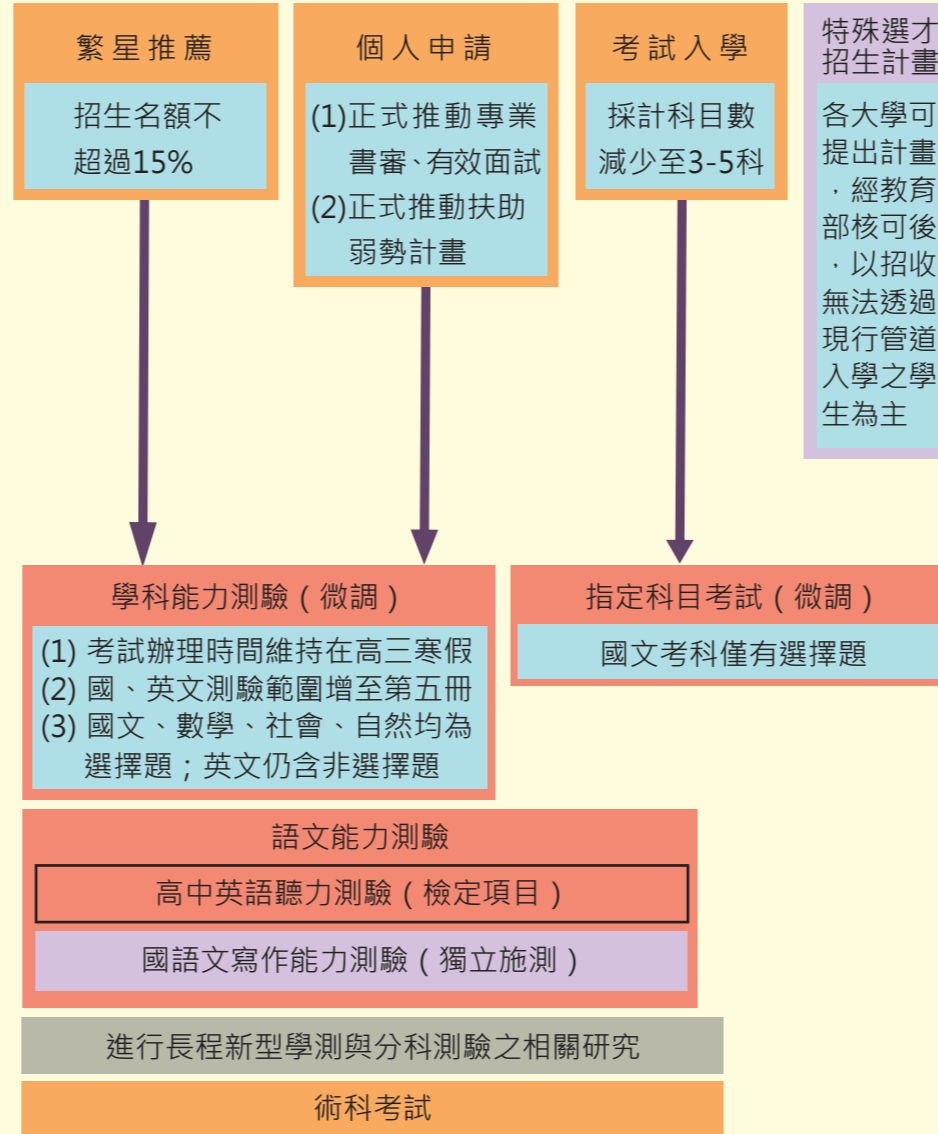 繁星推薦
招生名額不
超過15%
個人申請
(1)正式推動專業
書審、有效面試
(2)正式推動扶助
弱勢計畫
考試入學
採計科目數
減少至3-5科
特殊選才
招生計畫
各大學可
提出計畫
，經教育
部核可後
，以招收
無法透過
現行管道
入學之學
生為主
學科能力測驗（微調）
(1) 考試辦理時間維持在高三寒假
(2) 國、英文測驗範圍增至第五冊
(3) 國文、數學、社會、自然均為
選擇題；英文仍含非選擇題
指定科目考試（微調）
國文考科僅有選擇題
語文能力測驗
高中英語聽力測驗（檢定項目）
國語文寫作能力測驗（獨立施測）
進行長程新型學測與分科測驗之相關研究
術科考試